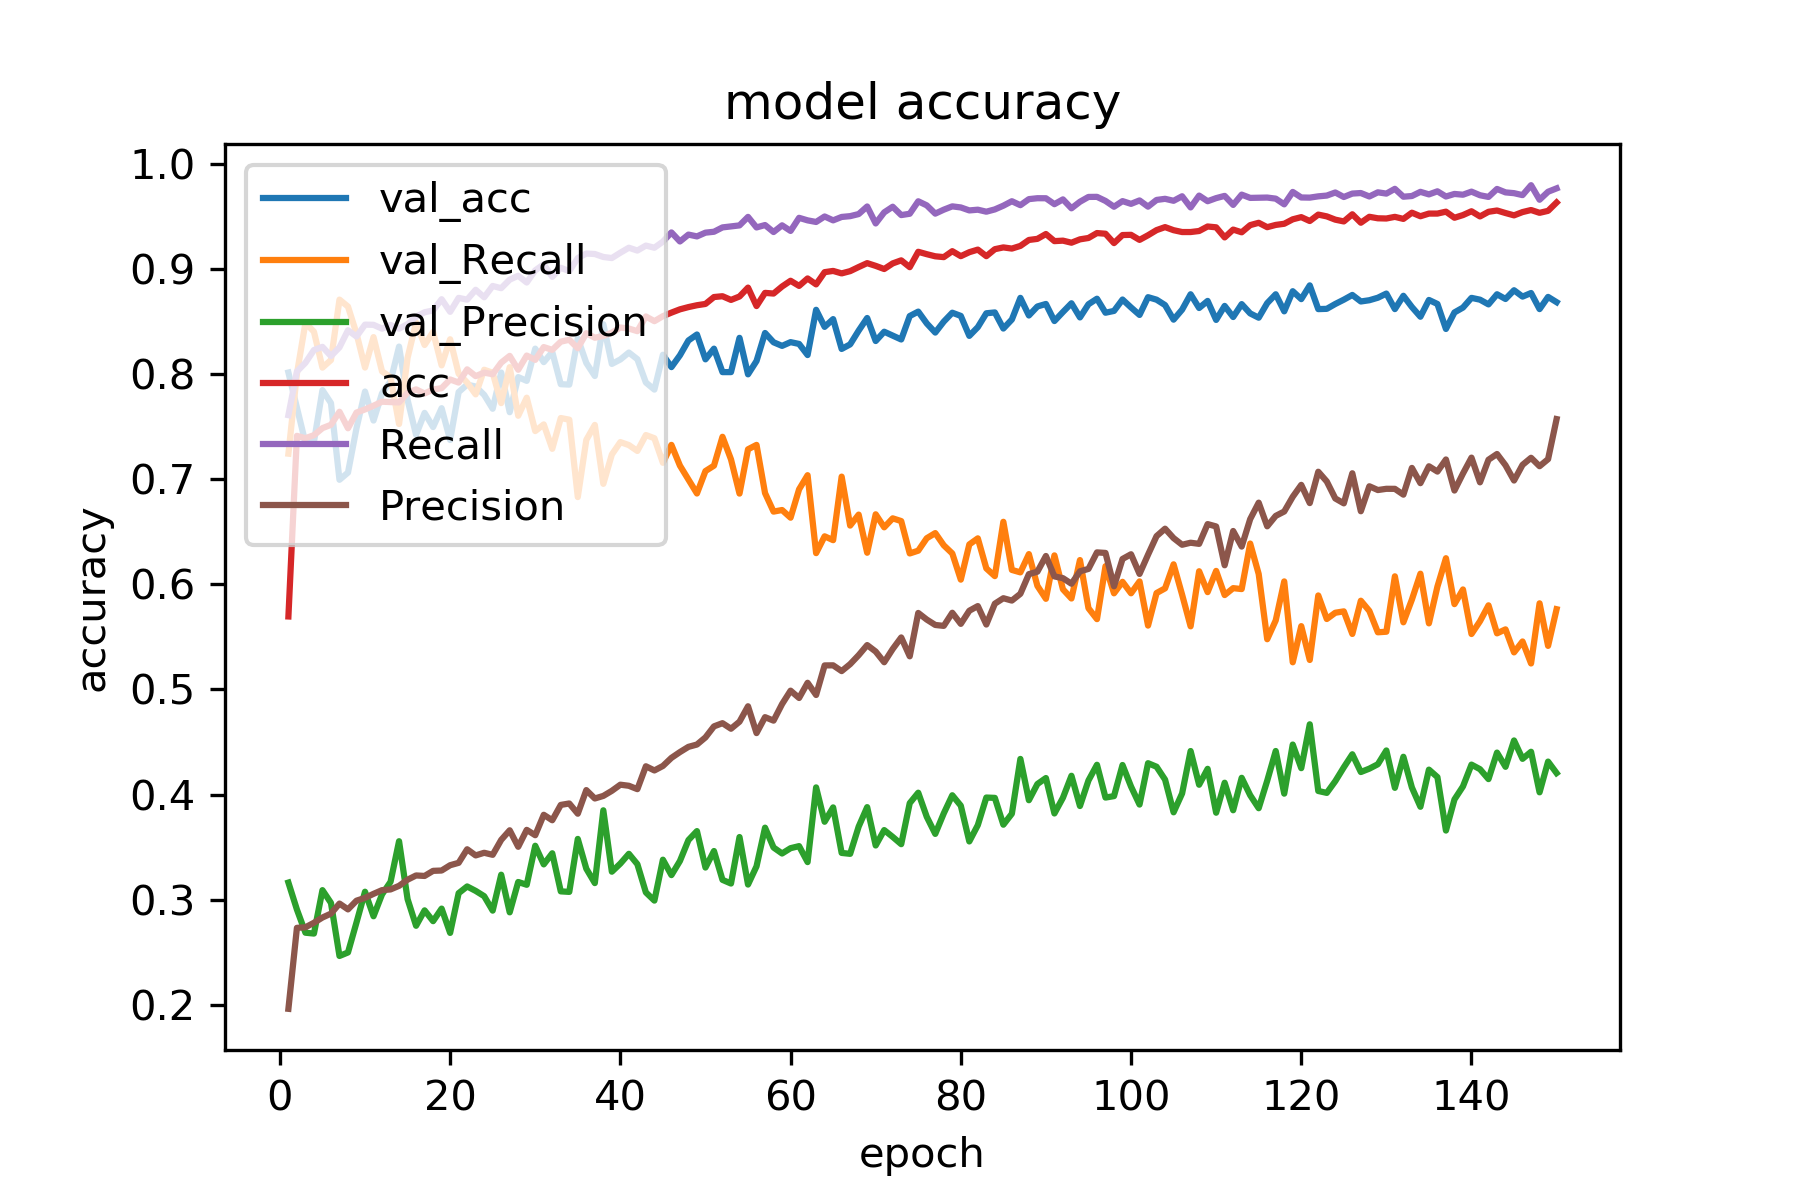 model accuracy
accuracy
1.0
0.9
0.8
0.7
0.6
0.5
0.4
0.3
0.2
val_acc
val_Recall
val_Precision
acc
Recall
Precision
0 20 40 60 80 100 120 140
epoch